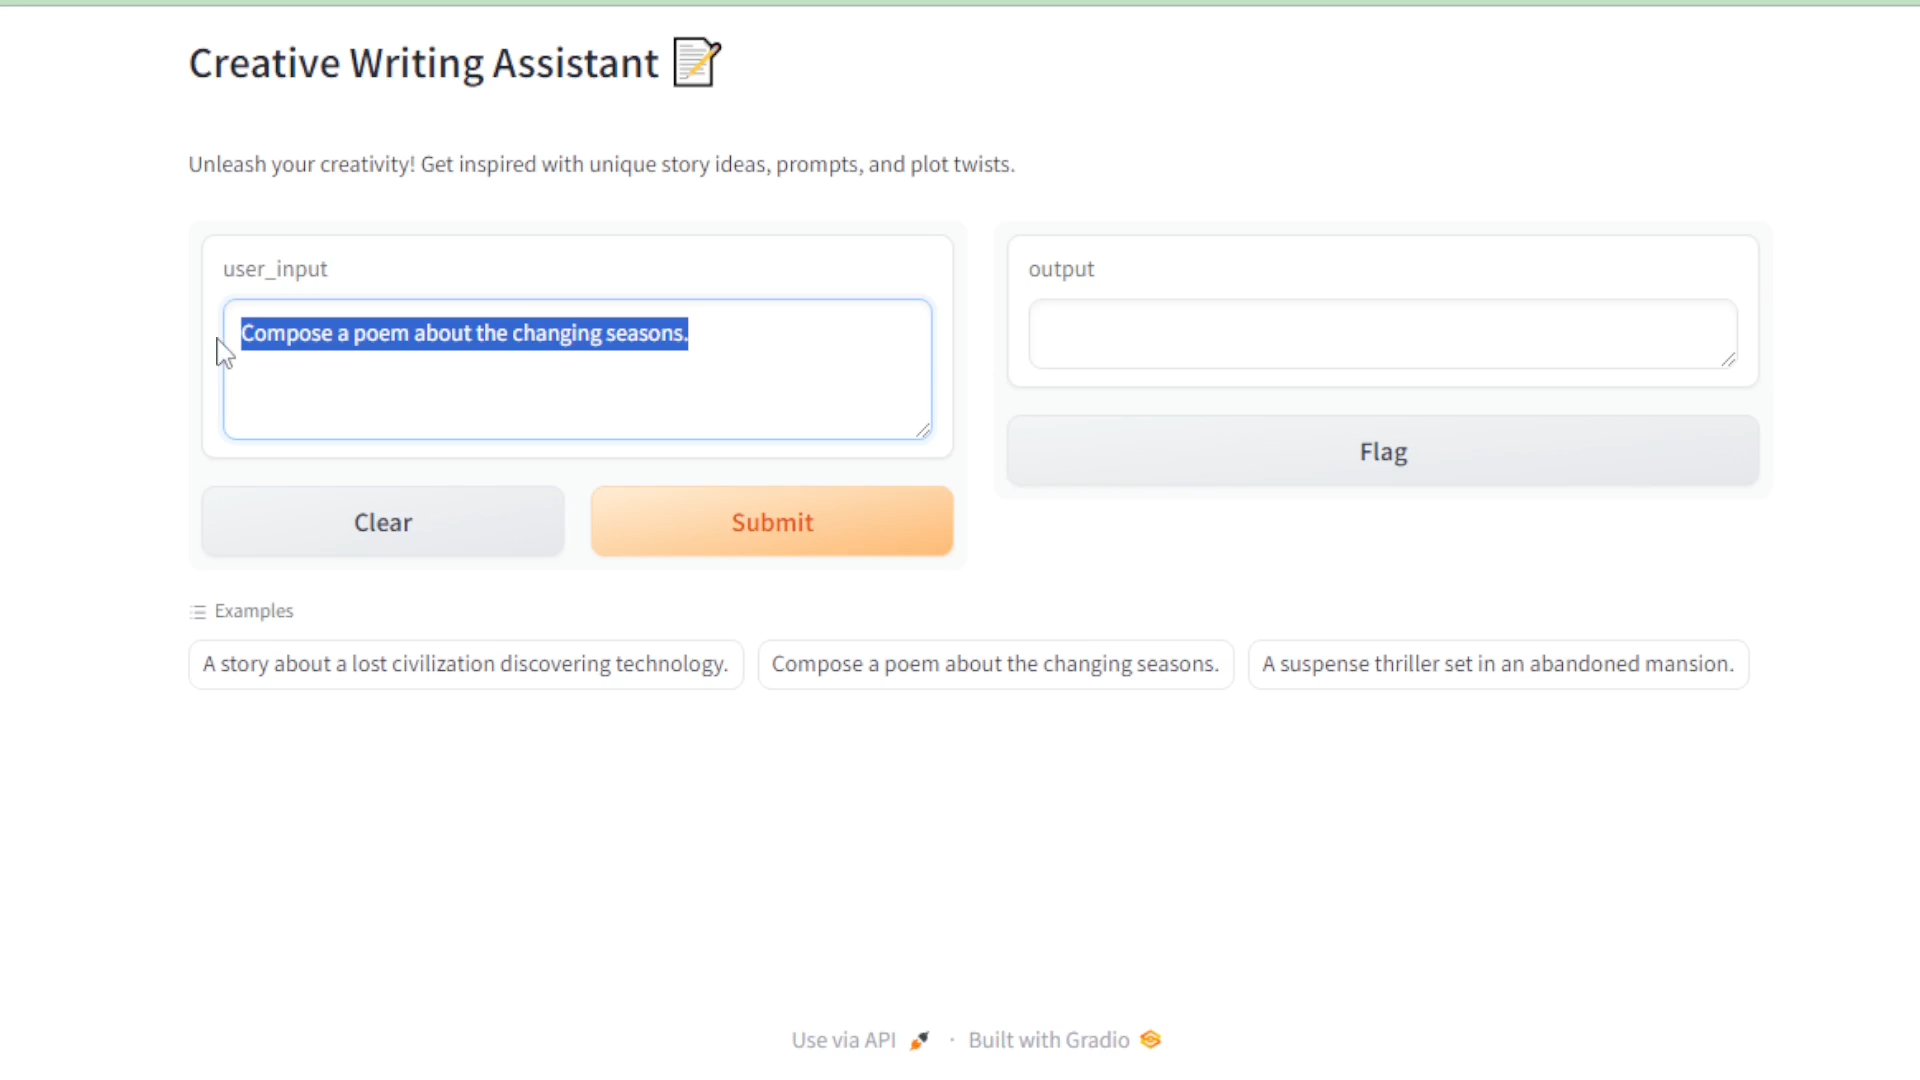 Creative Writing Assistant
Unleash your creativity! Get inspired with unique story ideas, prompts, and plot twists.
user_input
Compose a poem about the changing seasons.
Clear
Submit
output
Flag
Examples
A story about a lost civilization discovering technology.
Compose a poem about the changing seasons.
A suspense thriller set in an abandoned mansion.
Use via API · Built with Gradio